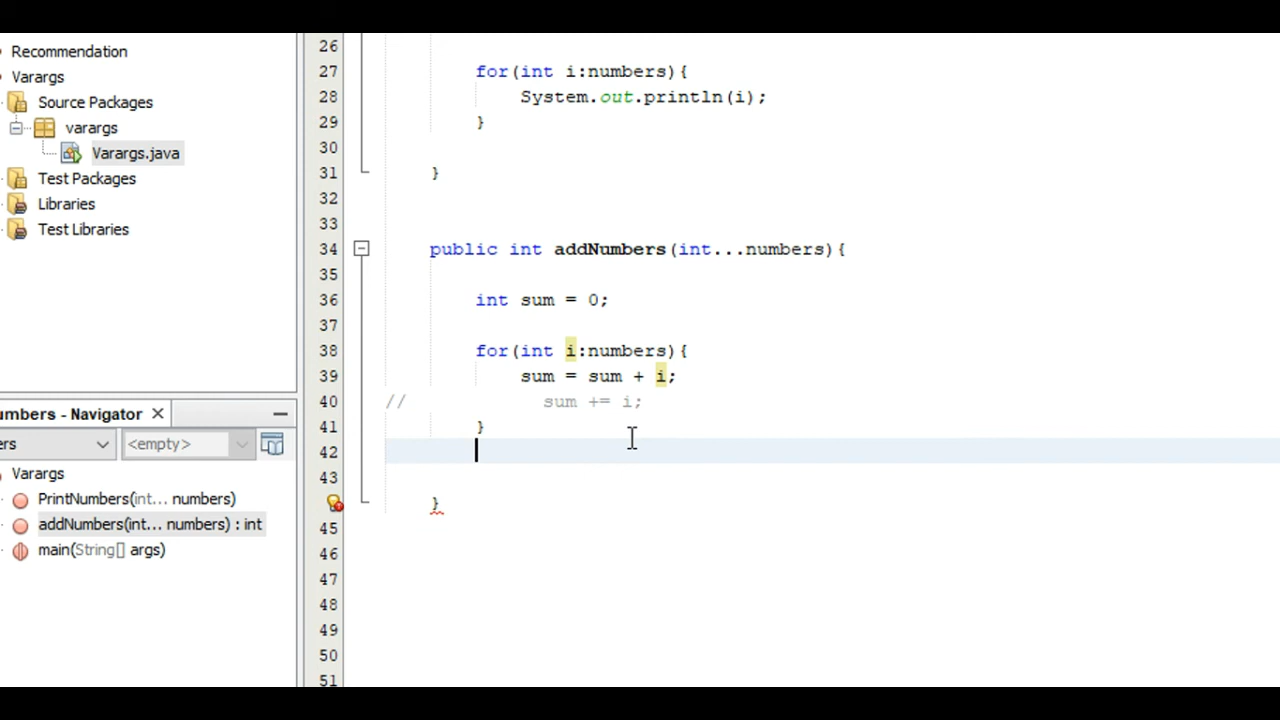 Recommendation
Varargs
Source Packages
varargs
Varargs.java
Test Packages
Libraries
Test Libraries
umbers - Navigator
ers <empty>
Varargs
PrintNumbers(int... numbers)
addNumbers(int... numbers) : int
main(String[] args)
26
27 for(int i:numbers){
28 System.out.println(i);
29 }
30
31 }
32
33
34 public int addNumbers(int...numbers){
35
36 int sum = 0;
37
38 for(int i:numbers){
39 sum = sum + i;
40 // sum += i;
41 }
42
43
}
45
46
47
48
49
50
51